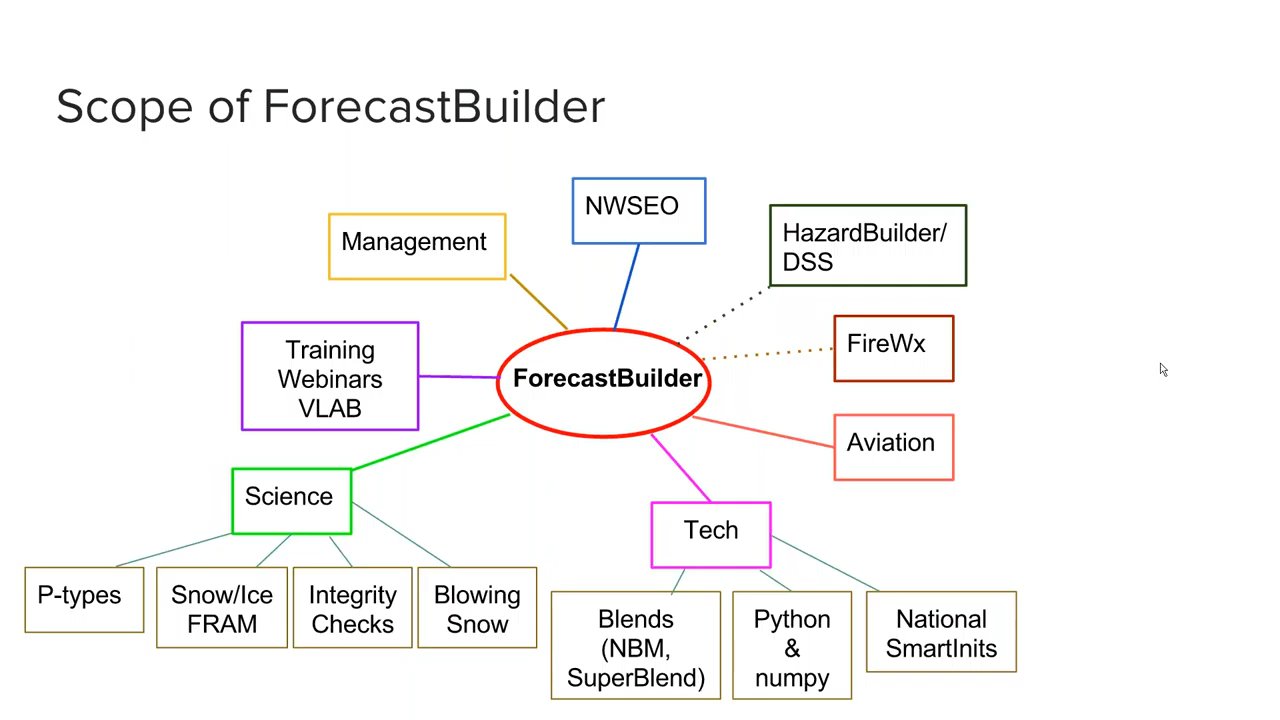 Scope of ForecastBuilder
NWSEO
Management
HazardBuilder/
DSS
FireWx
Training
Webinars
VLAB
ForecastBuilder
Aviation
Science
Tech
P-types
Snow/Ice
FRAM
Integrity
Checks
Blowing
Snow
Blends
(NBM,
SuperBlend)
Python
&
numpy
National
SmartInits